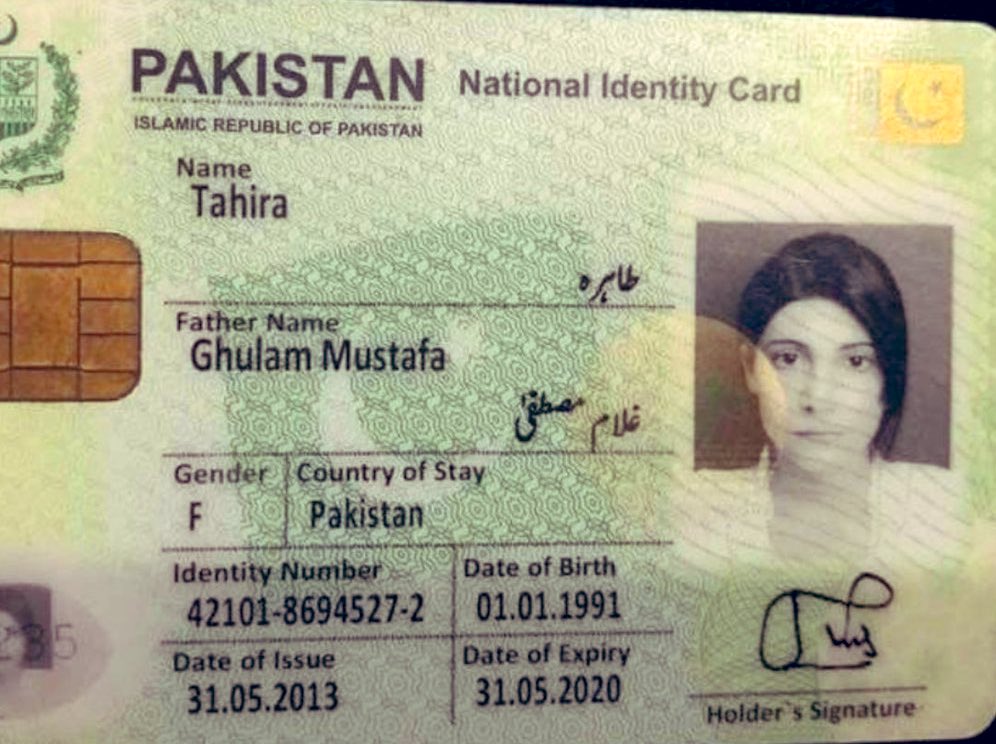 PAKISTAN National Identity Card
ISLAMIC REPUBLIC OF PAKISTAN
Name
Tahira
طاہرہ
Father Name
Ghulam Mustafa
غلام مصطفیٰ
Gender Country of Stay
F Pakistan
Identity Number Date of Birth
42101-8694527-2 01.01.1991
Date of Issue Date of Expiry
31.05.2013 31.05.2020
Holder`s Signature